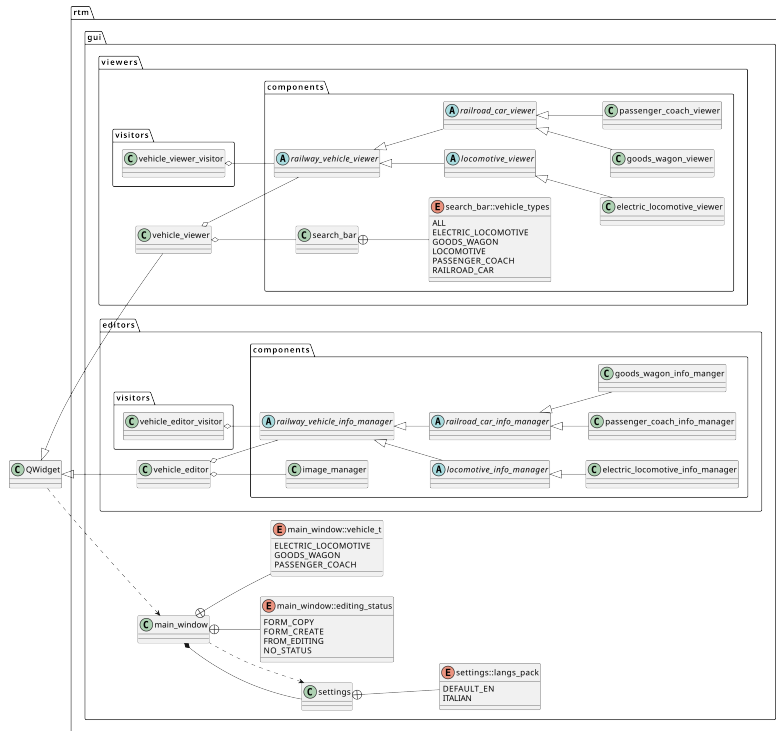 rtm
gui
viewers
components
A railroad_car_viewer
C passenger_coach_viewer
visitors
C vehicle_viewer_visitor
A railway_vehicle_viewer
A locomotive_viewer
C goods_wagon_viewer
C electric_locomotive_viewer
C vehicle_viewer
C search_bar
E search_bar::vehicle_types
ALL
ELECTRIC_LOCOMOTIVE
GOODS_WAGON
LOCOMOTIVE
PASSENGER_COACH
RAILROAD_CAR
editors
components
C goods_wagon_info_manger
visitors
C vehicle_editor_visitor
A railway_vehicle_info_manager
A railroad_car_info_manager
C passenger_coach_info_manager
C QWidget
C vehicle_editor
C image_manager
A locomotive_info_manager
C electric_locomotive_info_manager
E main_window::vehicle_t
ELECTRIC_LOCOMOTIVE
GOODS_WAGON
PASSENGER_COACH
C main_window
E main_window::editing_status
FORM_COPY
FORM_CREATE
FROM_EDITING
NO_STATUS
C settings
E settings::langs_pack
DEFAULT_EN
ITALIAN